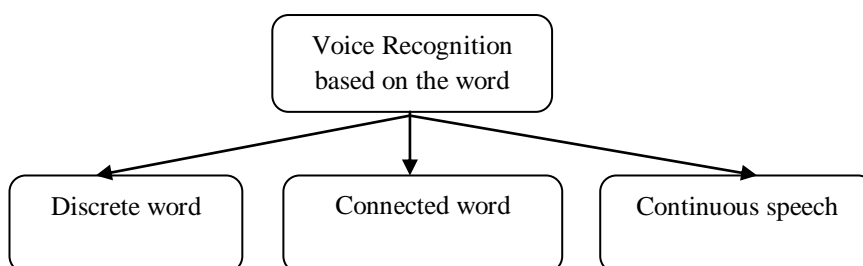 Voice Recognition
based on the word
Discrete word
Connected word
Continuous speech